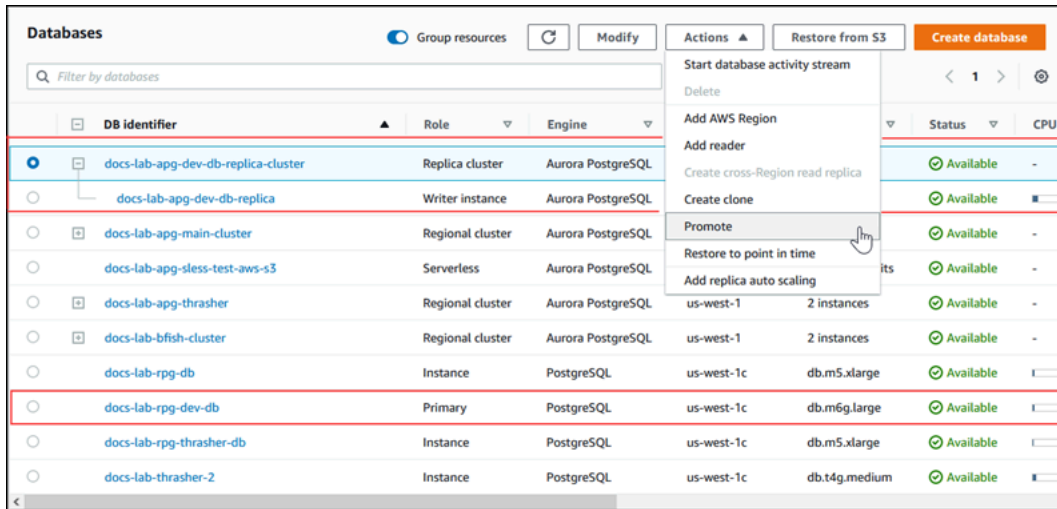 Databases
Group resources
Modify
Actions ▲
Restore from S3
Create database
Filter by databases
< 1 >
Start database activity stream
Delete
Add AWS Region
Add reader
Create cross-Region read replica
Create clone
Promote
Restore to point in time
Add replica auto scaling
DB identifier ▲ Role Engine Status CPU
docs-lab-apg-dev-db-replica-cluster Replica cluster Aurora PostgreSQL Available -
docs-lab-apg-dev-db-replica Writer instance Aurora PostgreSQL Available
docs-lab-apg-main-cluster Regional cluster Aurora PostgreSQL Available -
docs-lab-apg-sless-test-aws-s3 Serverless Aurora PostgreSQL its Available -
docs-lab-apg-thrasher Regional cluster Aurora PostgreSQL us-west-1 2 instances Available -
docs-lab-bfish-cluster Regional cluster Aurora PostgreSQL us-west-1 2 instances Available -
docs-lab-rpg-db Instance PostgreSQL us-west-1c db.m5.xlarge Available
docs-lab-rpg-dev-db Primary PostgreSQL us-west-1c db.m6g.large Available
docs-lab-rpg-thrasher-db Instance PostgreSQL us-west-1c db.m5.xlarge Available
docs-lab-thrasher-2 Instance PostgreSQL us-west-1c db.t4g.medium Available